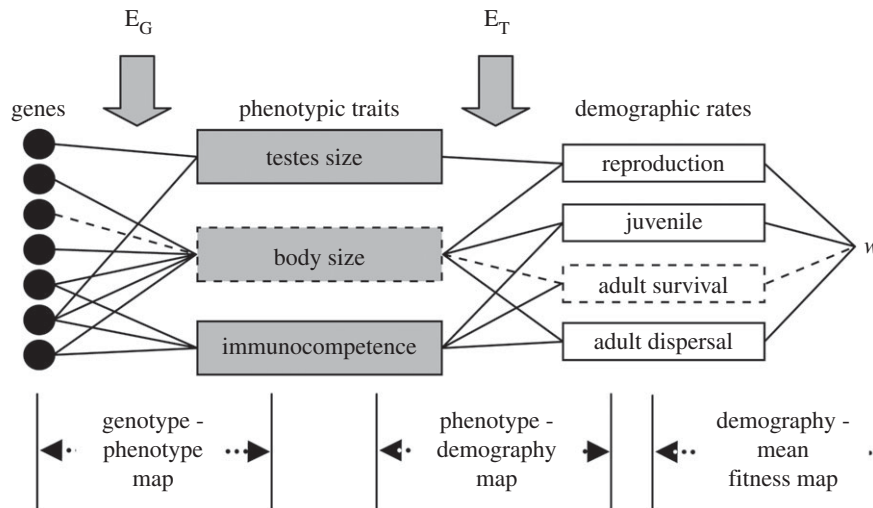 E_G
E_T
genes
phenotypic traits
demographic rates
testes size
body size
immunocompetence
reproduction
juvenile
adult survival
adult dispersal
w
genotype -
phenotype
map
phenotype -
demography
map
demography -
mean
fitness map